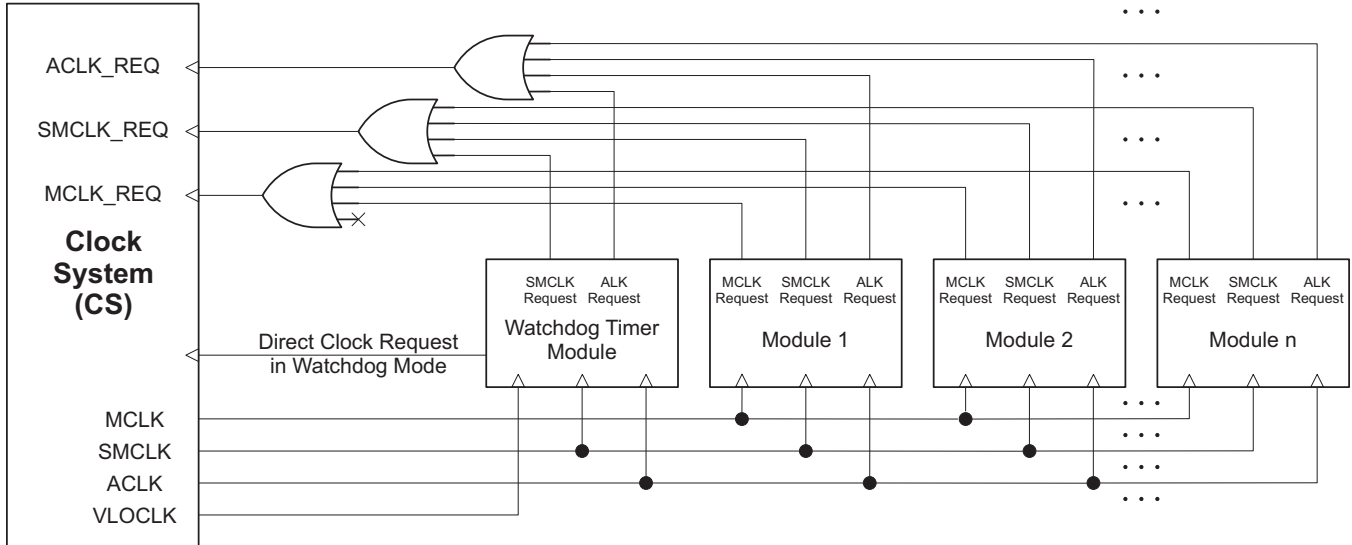 ACLK_REQ
SMCLK_REQ
MCLK_REQ
Clock
System
(CS)
SMCLK
Request
ALK
Request
Watchdog Timer
Module
MCLK
Request
SMCLK
Request
ALK
Request
Module 1
MCLK
Request
SMCLK
Request
ALK
Request
Module 2
MCLK
Request
SMCLK
Request
ALK
Request
Module n
Direct Clock Request
in Watchdog Mode
MCLK
SMCLK
ACLK
VLOCLK